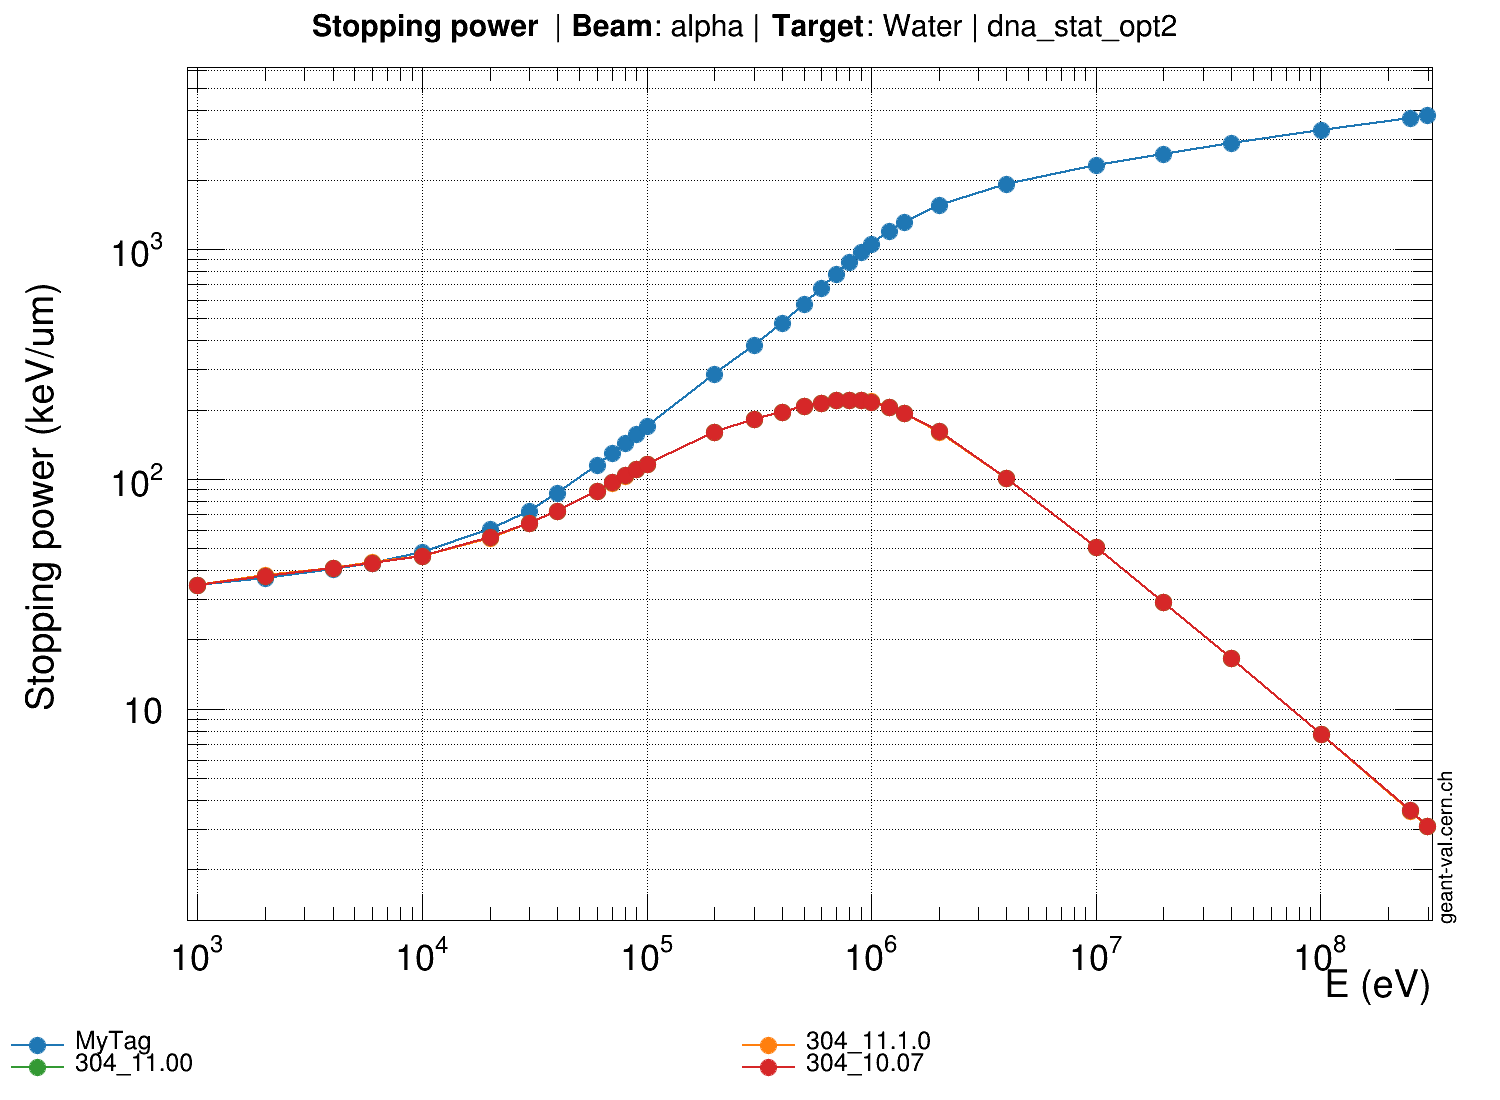 Stopping power | Beam: alpha | Target: Water | dna_stat_opt2
Stopping power (keV/um)
10³
10²
10
10³ 10⁴ 10⁵ 10⁶ 10⁷ 10⁸
E (eV)
geant-val.cern.ch
MyTag
304_11.1.0
304_11.00
304_10.07